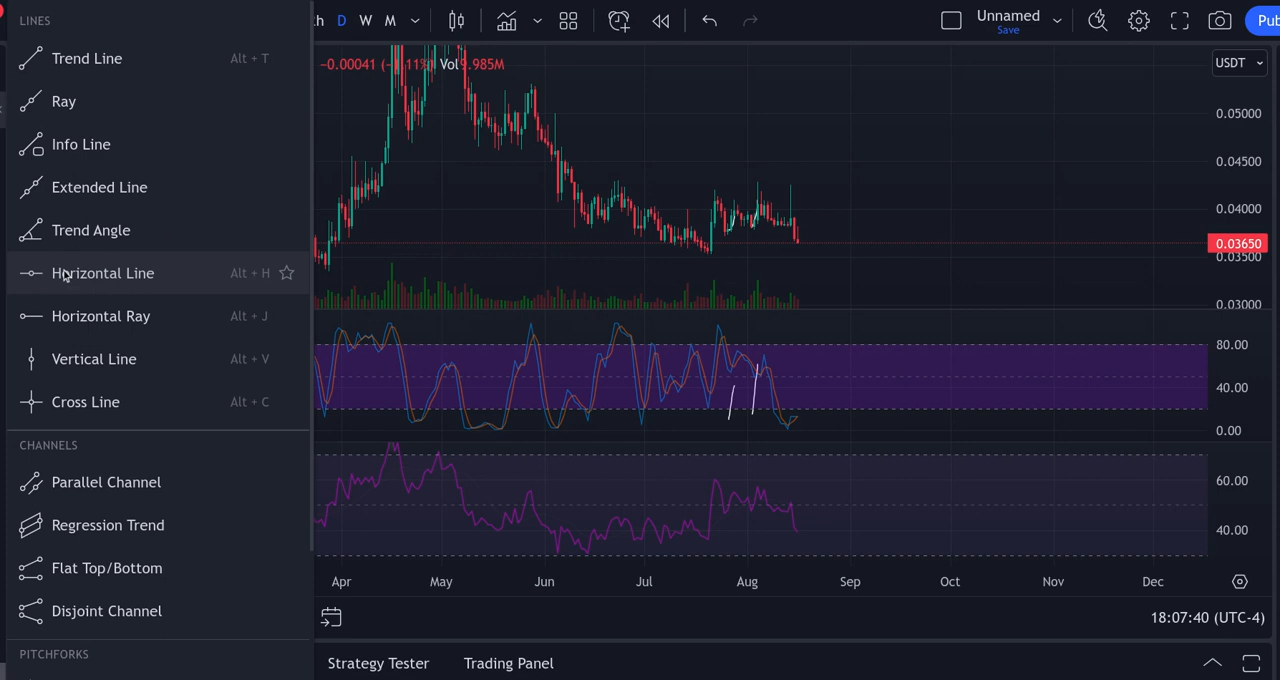 LINES
Trend Line Alt + T
Ray
Info Line
Extended Line
Trend Angle
Horizontal Line Alt + H
Horizontal Ray Alt + J
Vertical Line Alt + V
Cross Line Alt + C
CHANNELS
Parallel Channel
Regression Trend
Flat Top/Bottom
Disjoint Channel
PITCHFORKS
D W M
Unnamed
Save
Pub
Vol
USDT
0.05000
0.04500
0.04000
0.03650
0.03500
0.03000
80.00
40.00
0.00
60.00
40.00
Apr May Jun Jul Aug Sep Oct Nov Dec
18:07:40 (UTC-4)
Strategy Tester Trading Panel